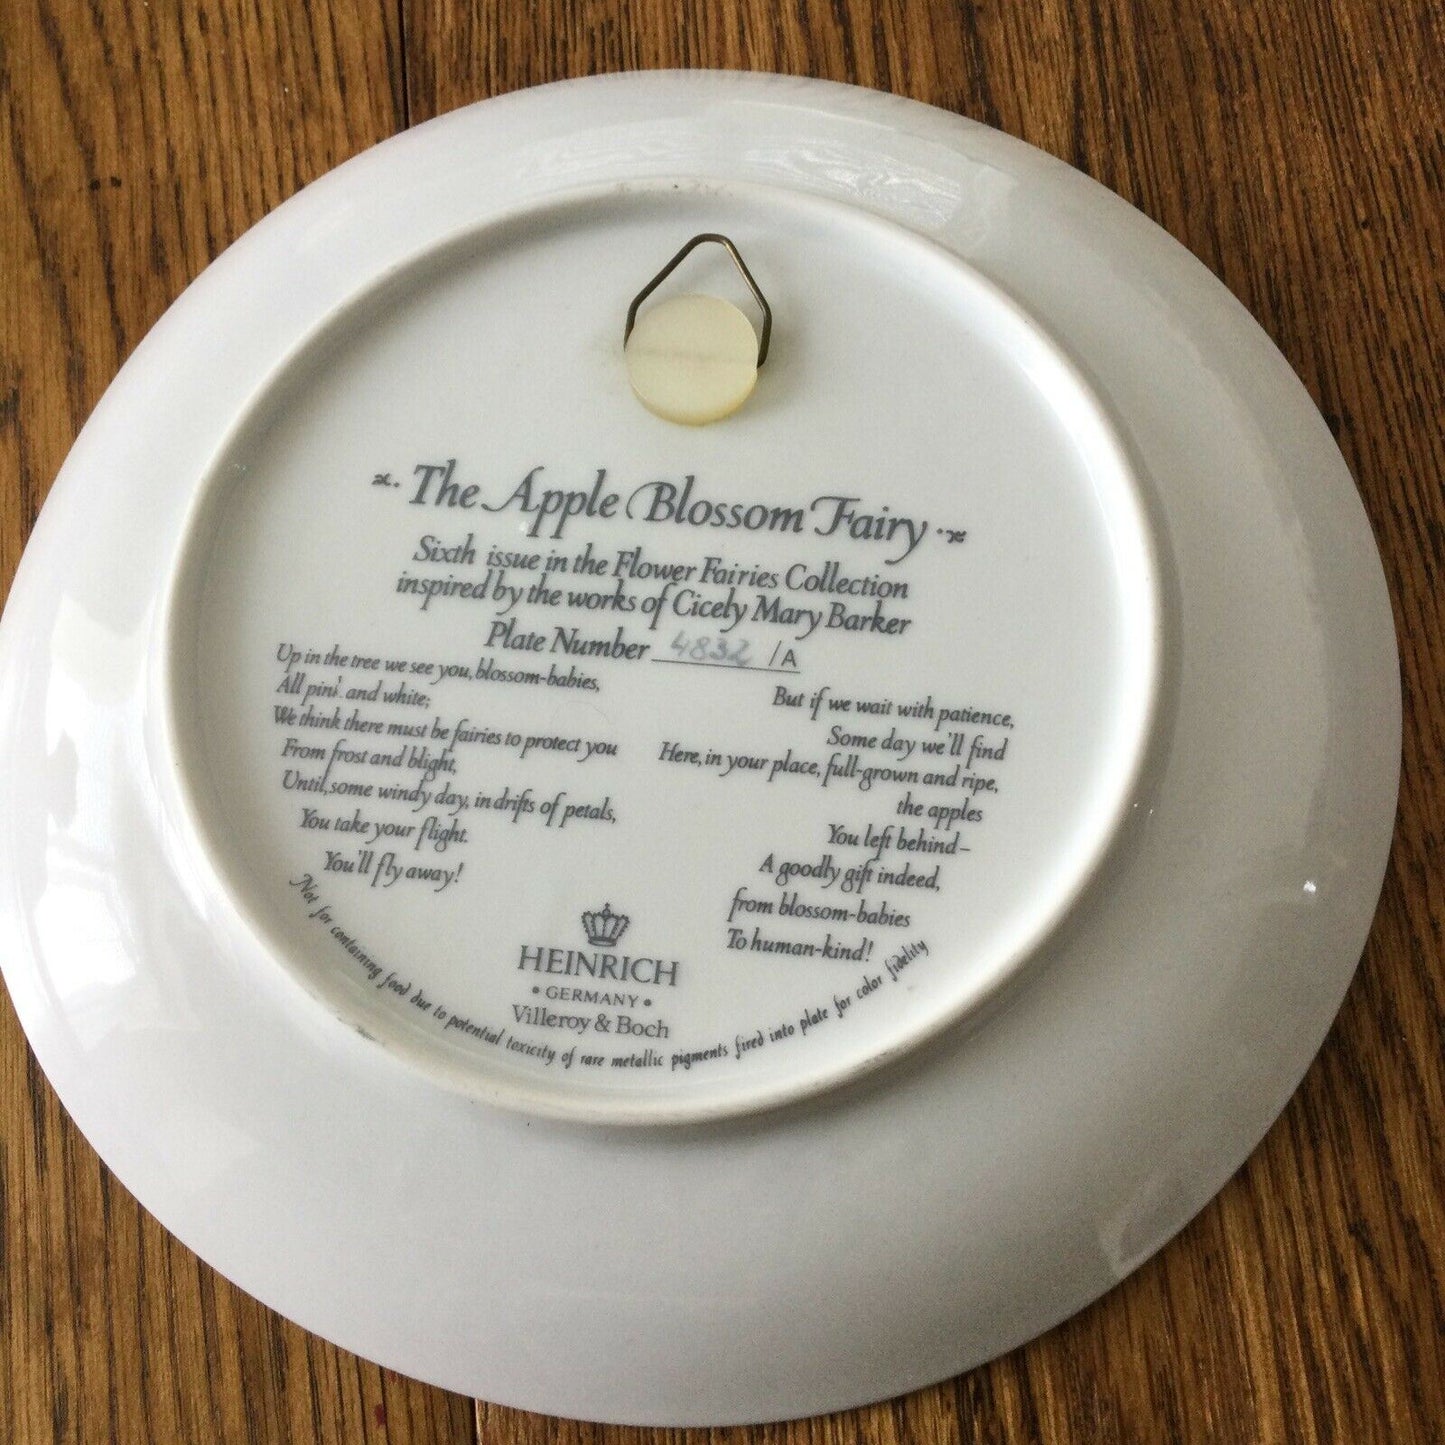 The Apple Blossom Fairy
Sixth issue in the Flower Fairies Collection
inspired by the works of Cicely Mary Barker
Plate Number 4832 /A
Up in the tree we see you, blossom-babies,
All pink and white;
We think there must be fairies to protect you
From frost and blight,
Until, some windy day, in drifts of petals,
You take your flight.
You'll fly away!
But if we wait with patience,
Some day we'll find
Here, in your place, full-grown and ripe,
the apples
You left behind–
A goodly gift indeed,
from blossom-babies
To human-kind!
HEINRICH
• GERMANY •
Villeroy & Boch
Not for containing food due to potential toxicity of rare metallic pigments fired into plate for color fidelity